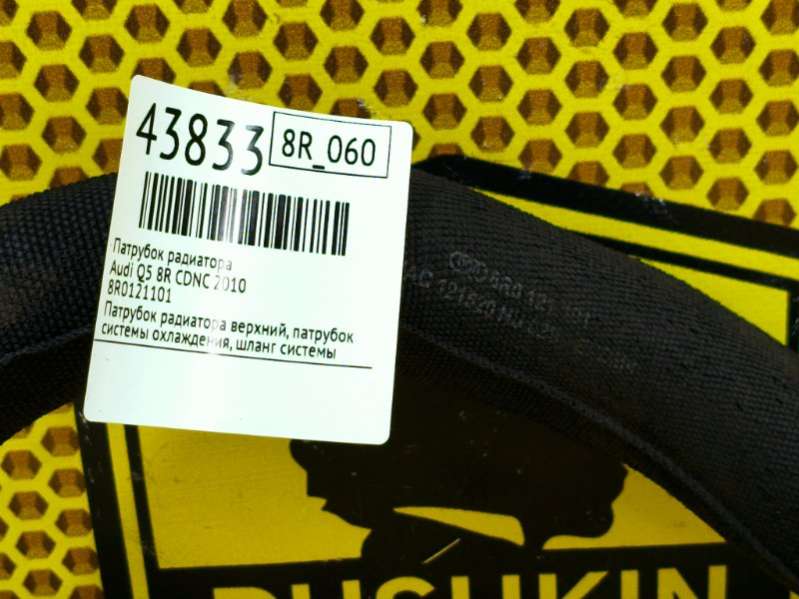 43833
8R_060
Патрубок радиатора
Audi Q5 8R CDNC 2010
8R0121101
Патрубок радиатора верхний, патрубок
системы охлаждения, шланг системы
PUSHKIN